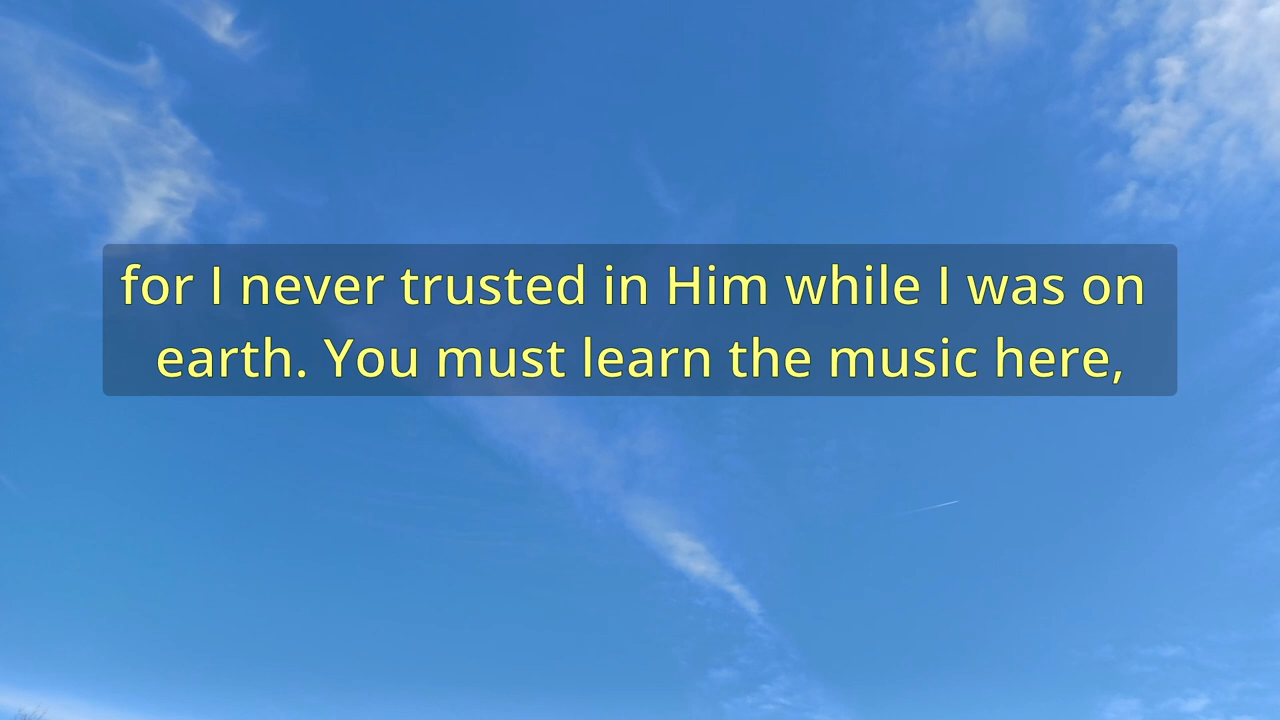 for I never trusted in Him while I was on
earth. You must learn the music here,